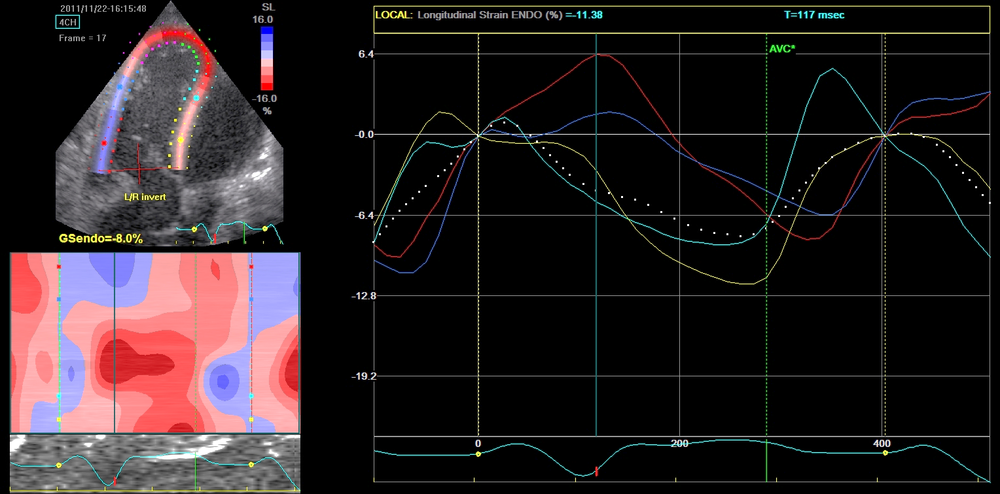 2011/11/22-16:15:48
4CH
Frame = 17
SL
16.0
-16.0
%
L/R invert
GSendo=-8.0%
LOCAL: Longitudinal Strain ENDO (%) =-11.38 T=117 msec
AVC*
6.4
-0.0
-6.4
-12.8
-19.2
0 200 400